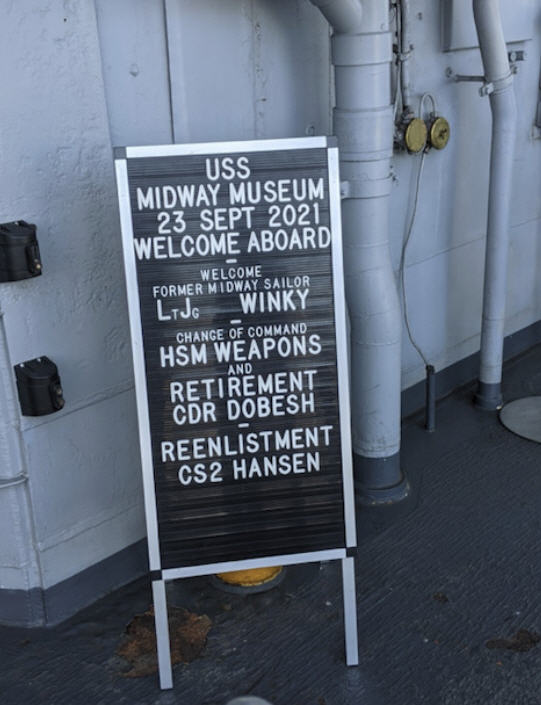 USS
MIDWAY MUSEUM
23 SEPT 2021
WELCOME ABOARD
-
WELCOME
FORMER MIDWAY SAILOR
LTJG WINKY
-
CHANGE OF COMMAND
HSM WEAPONS
AND
RETIREMENT
CDR DOBESH
-
REENLISTMENT
CS2 HANSEN